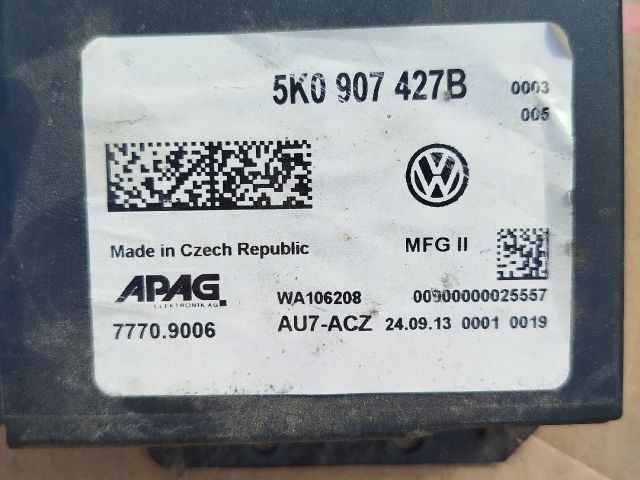 5K0 907 427B 0003
005
Made in Czech Republic MFG II
APAG
ELEKTRONIK AG
WA106208 00900000025557
7770.9006 AU7-ACZ 24.09.13 0001 0019